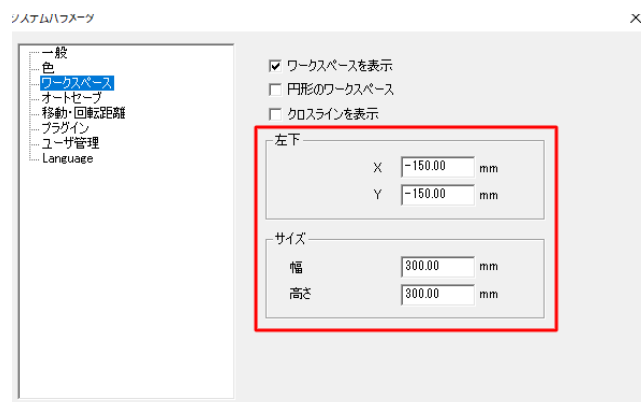 システムパラメータ
一般
色
ワークスペース
オートセーブ
移動・回転距離
プラグイン
ユーザ管理
Language
ワークスペースを表示
円形のワークスペース
クロスラインを表示
左下
X -150.00 mm
Y -150.00 mm
サイズ
幅 300.00 mm
高さ 300.00 mm